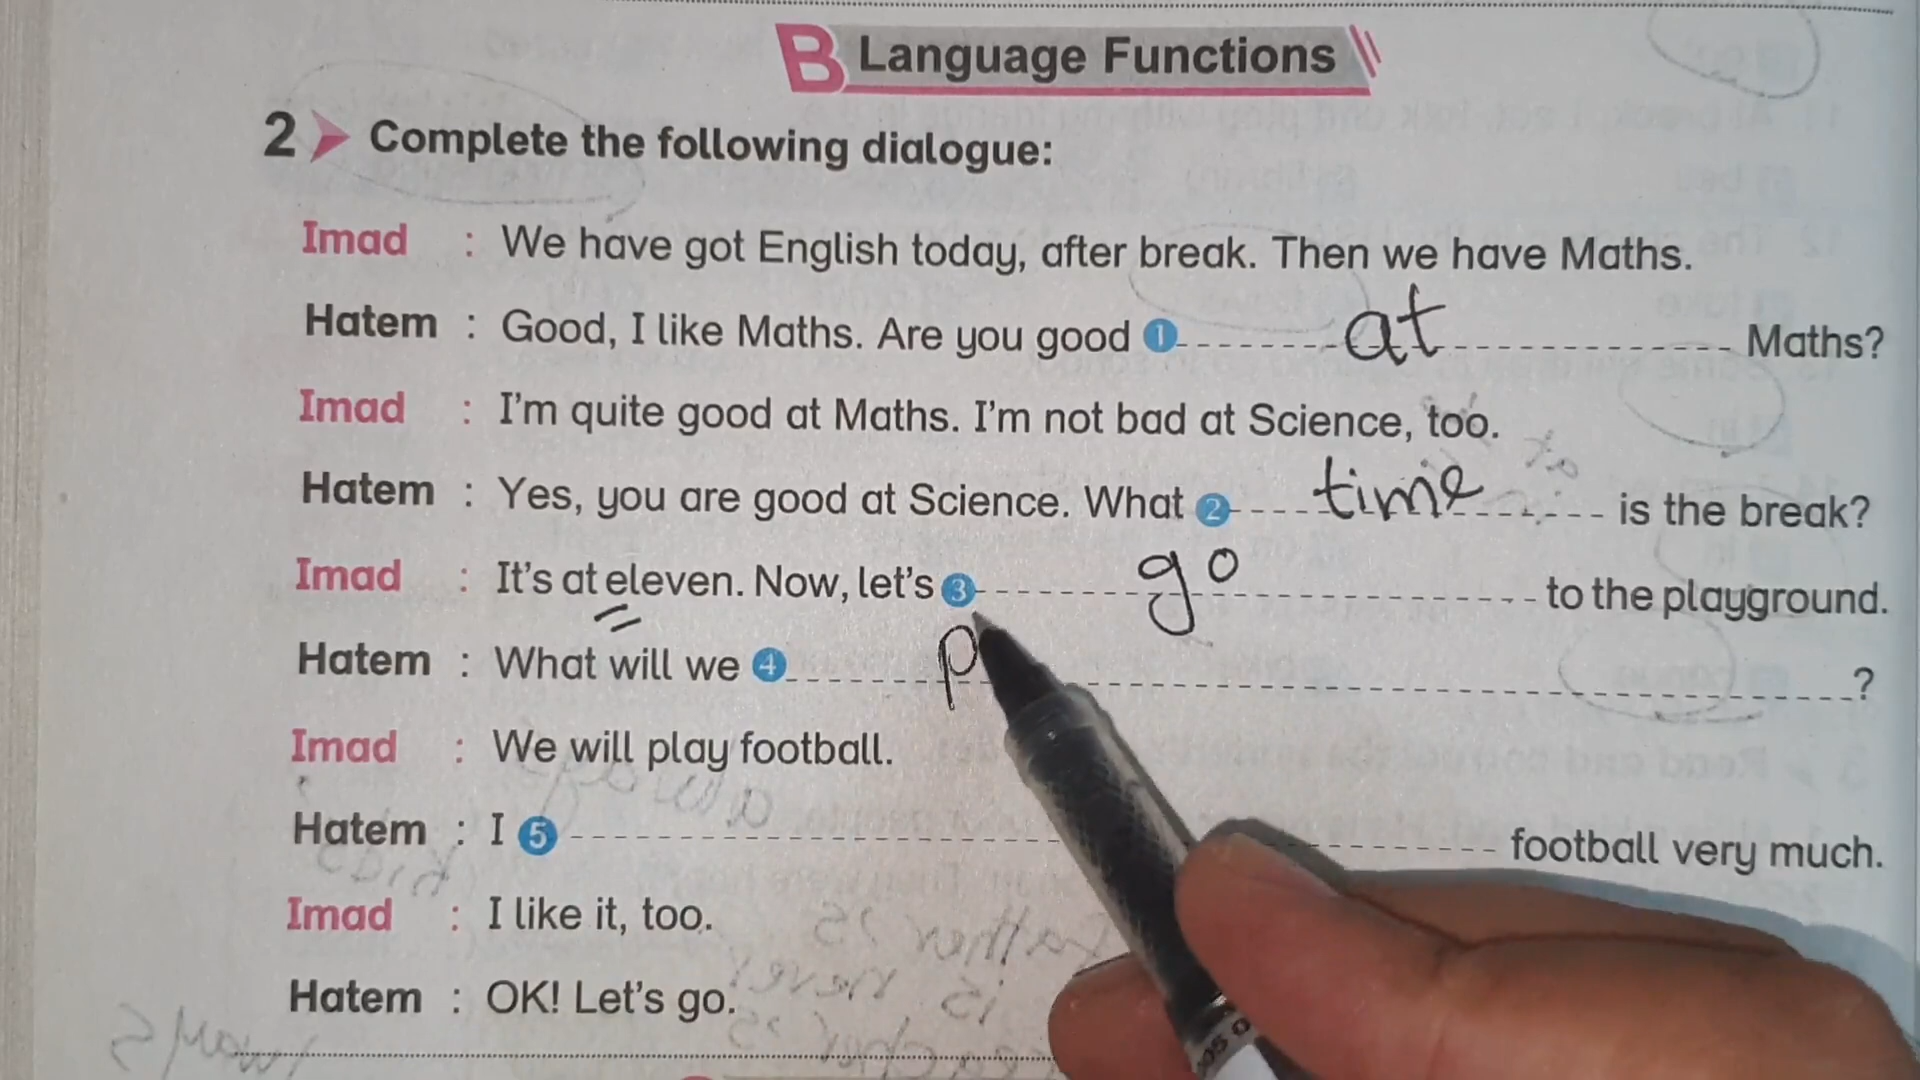 B Language Functions
2 Complete the following dialogue:
Imad : We have got English today, after break. Then we have Maths.
Hatem : Good, I like Maths. Are you good 1 at Maths?
Imad : I'm quite good at Maths. I'm not bad at Science, too.
Hatem : Yes, you are good at Science. What 2 time is the break?
Imad : It's at eleven. Now, let's 3 go to the playground.
Hatem : What will we 4 p ?
Imad : We will play football.
Hatem : I 5 football very much.
Imad : I like it, too.
Hatem : OK! Let's go.